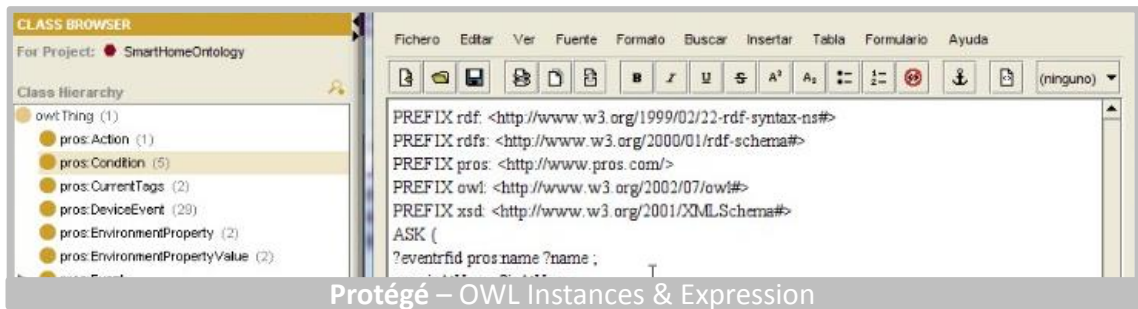 CLASS BROWSER
For Project: SmartHomeOntology
Class Hierarchy
owl:Thing (1)
pros:Action (1)
pros:Condition (5)
pros:CurrentTags (2)
pros:DeviceEvent (29)
pros:EnvironmentProperty (2)
pros:EnvironmentPropertyValue (2)
Fichero Editar Ver Fuente Formato Buscar Insertar Tabla Formulario Ayuda
(ninguno)
PREFIX rdf: <http://www.w3.org/1999/02/22-rdf-syntax-ns#>
PREFIX rdfs: <http://www.w3.org/2000/01/rdf-schema#>
PREFIX pros: <http://www.pros.com/>
PREFIX owl: <http://www.w3.org/2002/07/owl#>
PREFIX xsd: <http://www.w3.org/2001/XMLSchema#>
ASK {
?eventrfid pros:name ?name ;
Protégé – OWL Instances & Expression